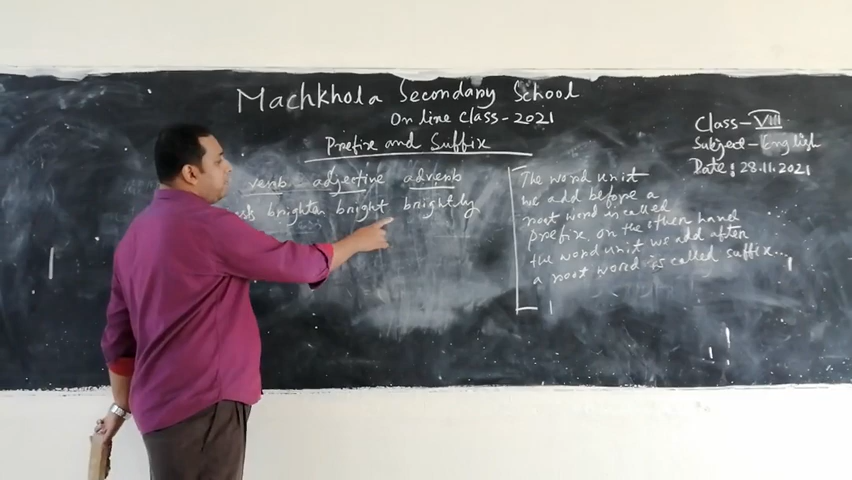 Machkhola Secondary School
On line class-2021
Prefix and Suffix
Class-VIII
Subject-English
Date: 28.11.2021
verb adjective adverb
brighten bright brightly
The word unit
we add before a
root word is called
prefix. on the other hand
the word unit we add after
a root word is called suffix...